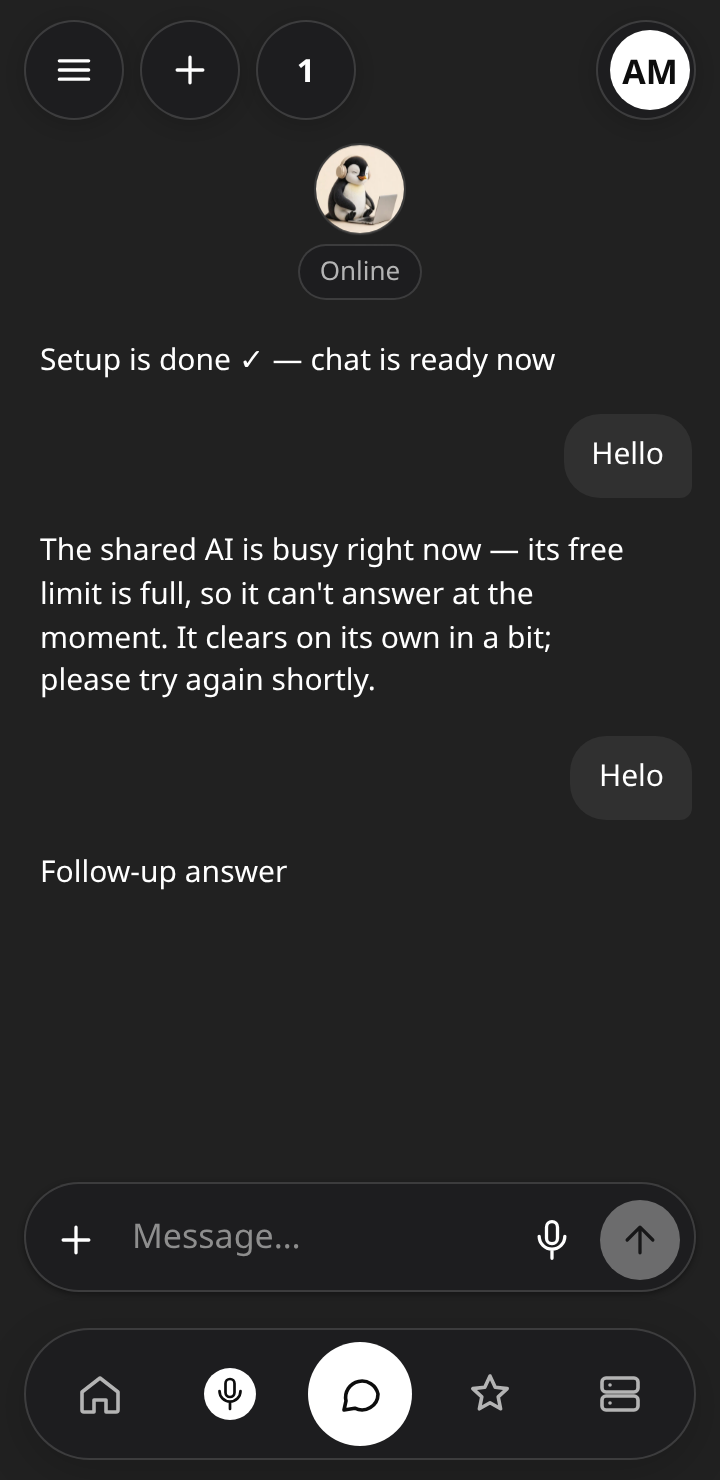 1
AM
Online
Setup is done ✓ — chat is ready now
Hello
The shared AI is busy right now — its free
limit is full, so it can't answer at the
moment. It clears on its own in a bit;
please try again shortly.
Helo
Follow-up answer
Message...